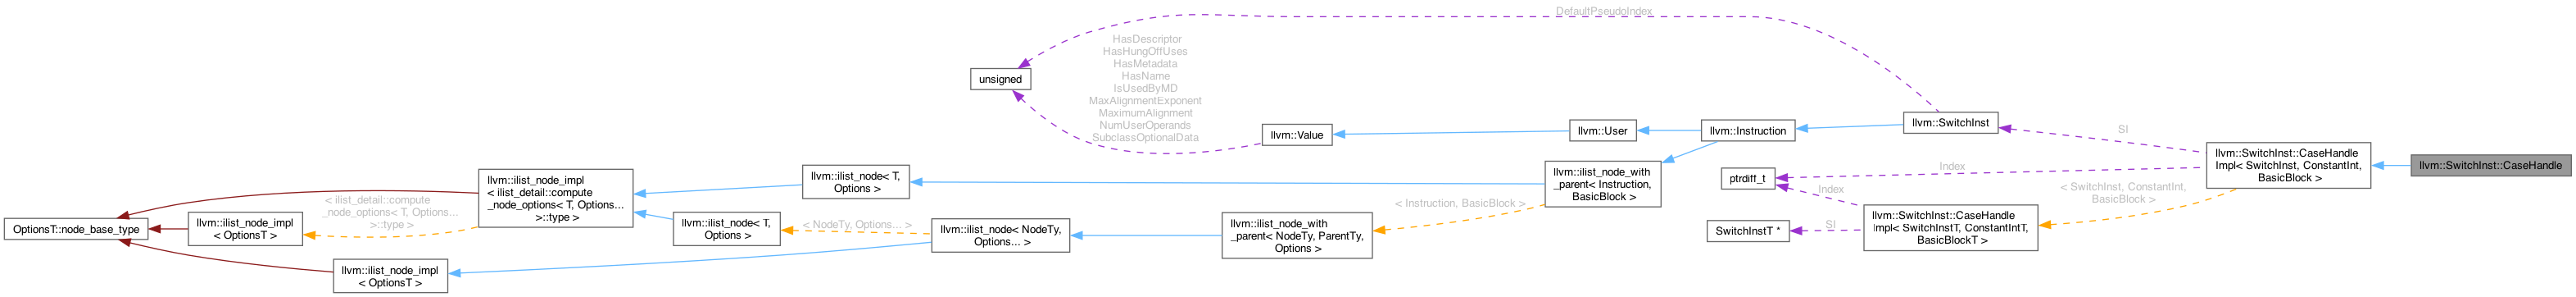 DefaultPseudoIndex
HasDescriptor
HasHungOffUses
HasMetadata
HasName
IsUsedByMD
MaxAlignmentExponent
MaximumAlignment
NumUserOperands
SubclassOptionalData
unsigned
llvm::Value
llvm::User
llvm::Instruction
llvm::SwitchInst
SI
llvm::SwitchInst::CaseHandle
Impl< SwitchInst, ConstantInt,
BasicBlock >
llvm::SwitchInst::CaseHandle
Index
ptrdiff_t
Index
< SwitchInst, ConstantInt,
BasicBlock >
llvm::SwitchInst::CaseHandle
Impl< SwitchInstT, ConstantIntT,
BasicBlockT >
SI
SwitchInstT *
llvm::ilist_node_with
_parent< Instruction,
BasicBlock >
< Instruction, BasicBlock >
llvm::ilist_node_with
_parent< NodeTy, ParentTy,
Options >
llvm::ilist_node< T,
Options >
llvm::ilist_node< NodeTy,
Options... >
< NodeTy, Options... >
llvm::ilist_node< T,
Options >
llvm::ilist_node_impl
< ilist_detail::compute
_node_options< T, Options...
>::type >
< ilist_detail::compute
_node_options< T, Options...
>::type >
llvm::ilist_node_impl
< OptionsT >
OptionsT::node_base_type
llvm::ilist_node_impl
< OptionsT >